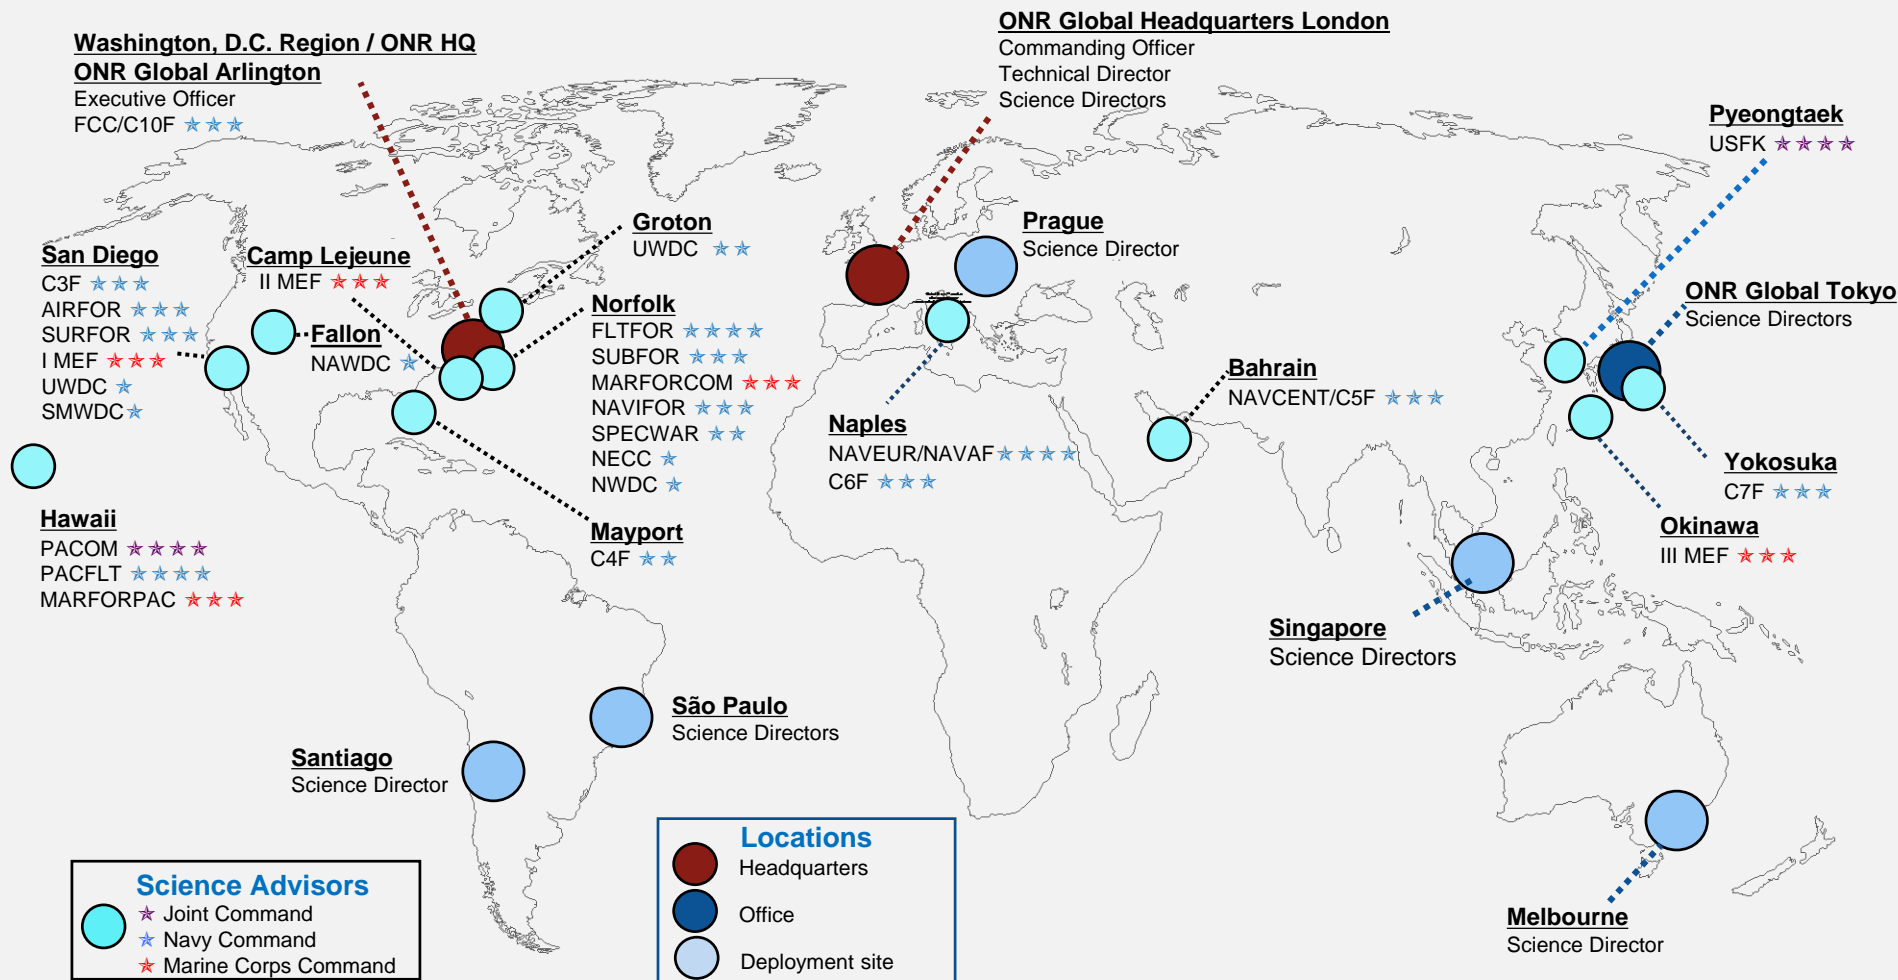 Washington, D.C. Region / ONR HQ
ONR Global Arlington
Executive Officer
FCC/C10F
ONR Global Headquarters London
Commanding Officer
Technical Director
Science Directors
Pyeongtaek
USFK
Groton
UWDC
Prague
Science Director
San Diego
C3F
AIRFOR
SURFOR
I MEF
UWDC
SMWDC
Camp Lejeune
II MEF
Fallon
NAWDC
Norfolk
FLTFOR
SUBFOR
MARFORCOM
NAVIFOR
SPECWAR
NECC
NWDC
ONR Global Tokyo
Science Directors
Bahrain
NAVCENT/C5F
Naples
NAVEUR/NAVAF
C6F
Yokosuka
C7F
Okinawa
III MEF
Hawaii
PACOM
PACFLT
MARFORPAC
Mayport
C4F
Singapore
Science Directors
São Paulo
Science Directors
Santiago
Science Director
Melbourne
Science Director
Science Advisors
Joint Command
Navy Command
Marine Corps Command
Locations
Headquarters
Office
Deployment site